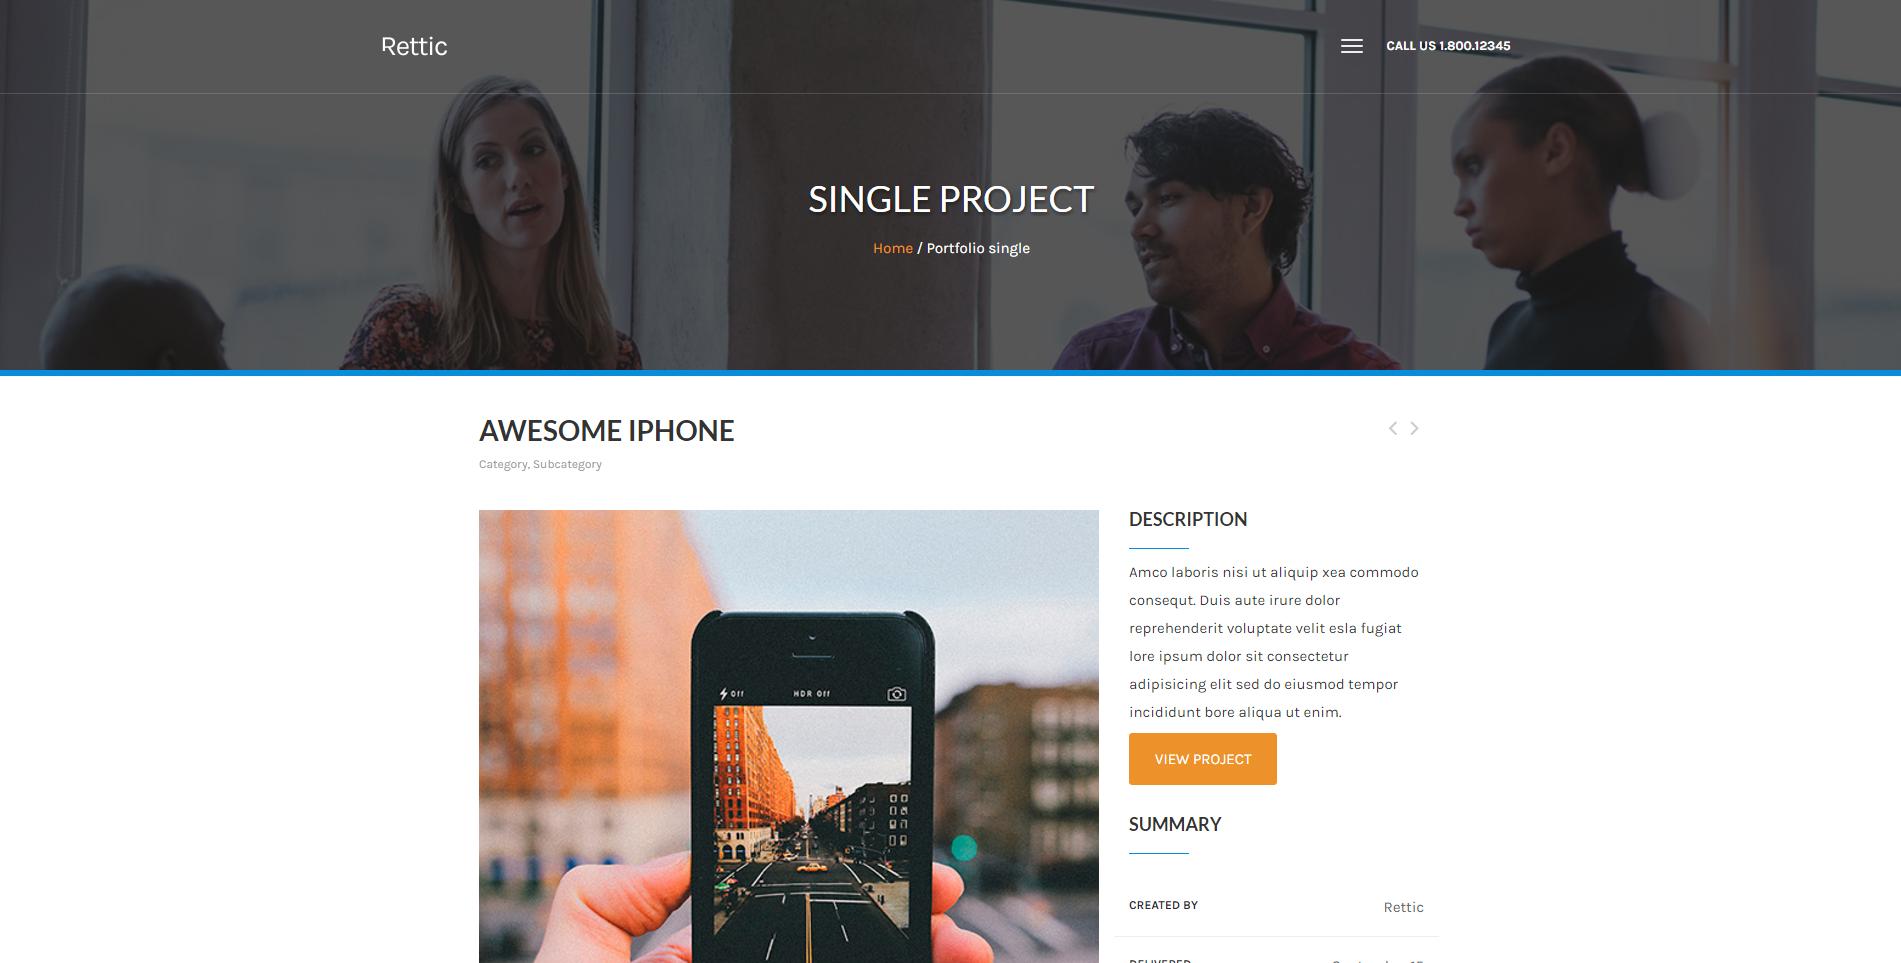 Rettic
CALL US 1.800.12345
SINGLE PROJECT
Home / Portfolio single
AWESOME IPHONE
Category, Subcategory
DESCRIPTION
Amco laboris nisi ut aliquip xea commodo
consequt. Duis aute irure dolor
reprehenderit voluptate velit esla fugiat
lore ipsum dolor sit consectetur
adipisicing elit sed do eiusmod tempor
incididunt bore aliqua ut enim.
VIEW PROJECT
Off HDR Off
SUMMARY
CREATED BY Rettic